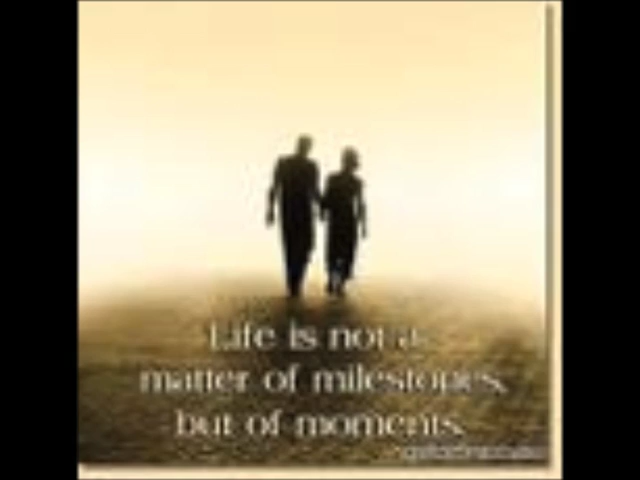 Life is not a
matter of milestones,
but of moments.